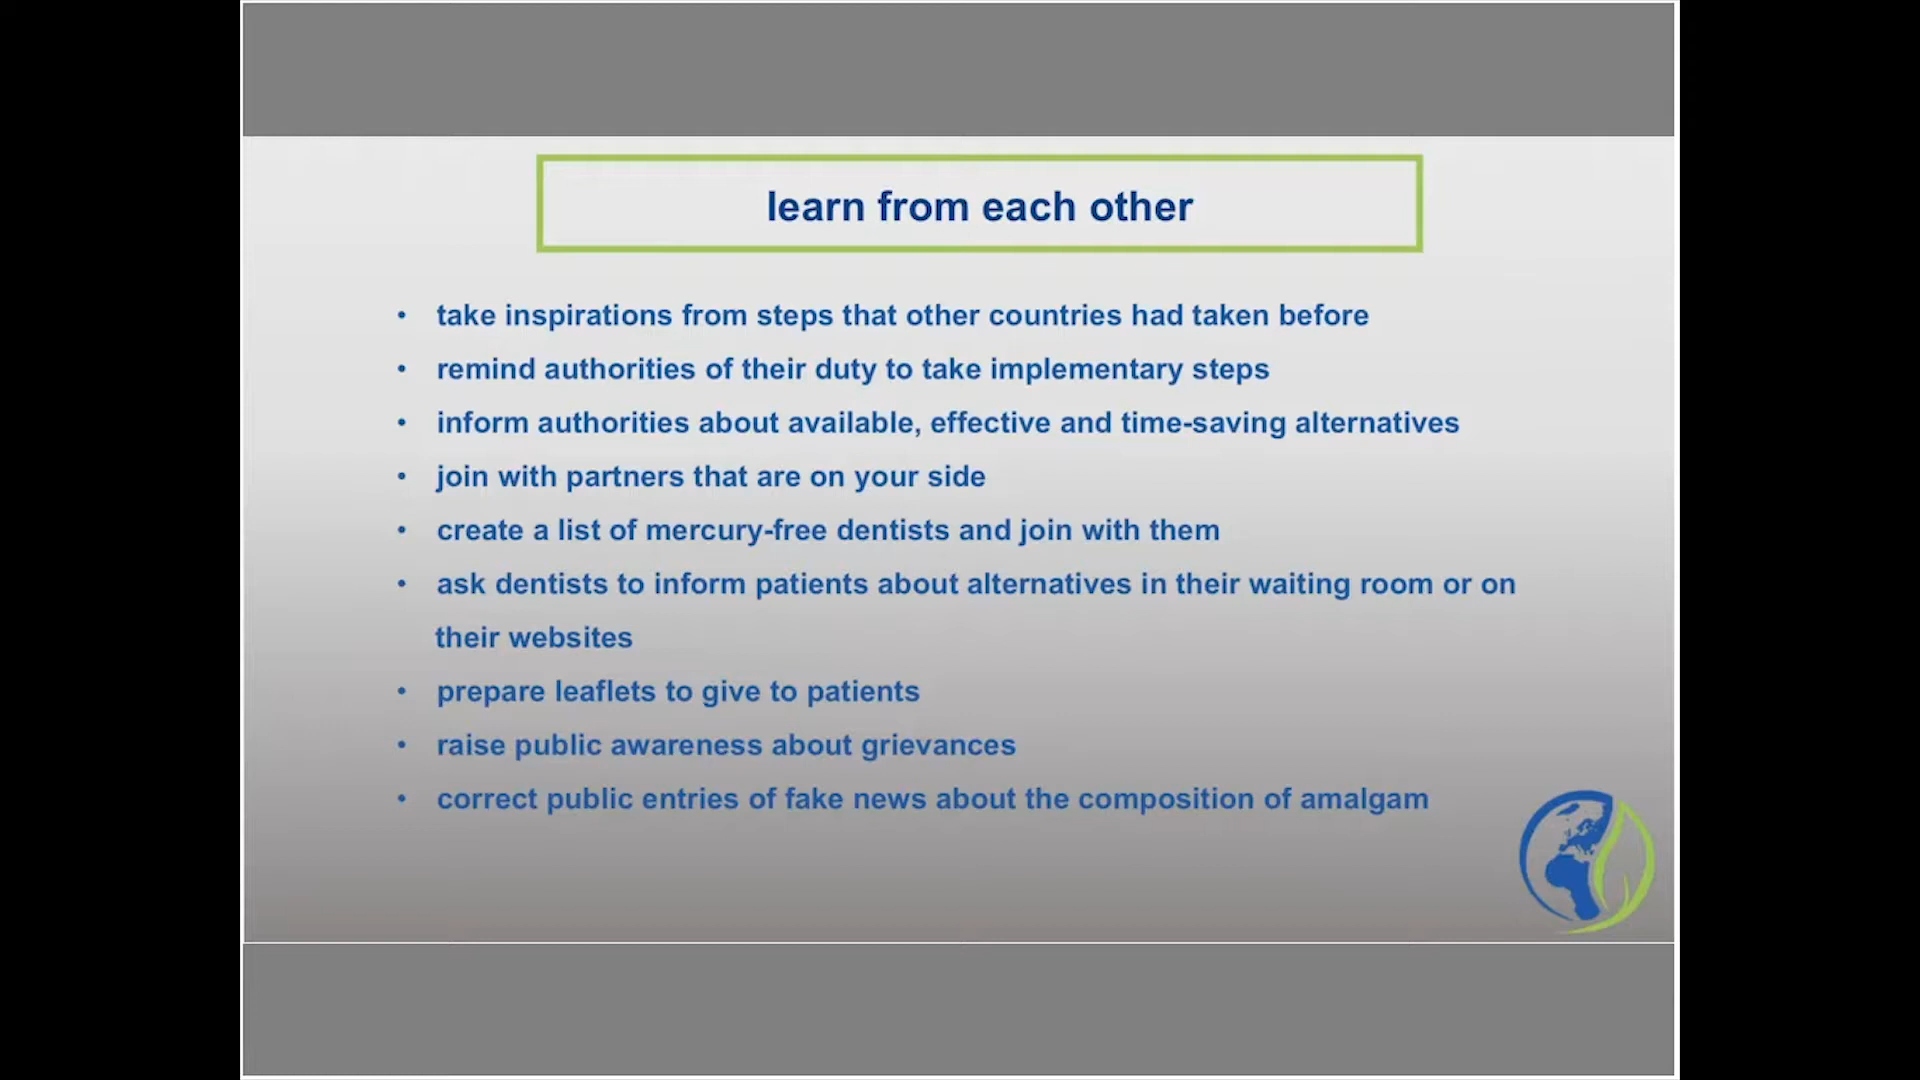 learn from each other
• take inspirations from steps that other countries had taken before
• remind authorities of their duty to take implementary steps
• inform authorities about available, effective and time-saving alternatives
• join with partners that are on your side
• create a list of mercury-free dentists and join with them
• ask dentists to inform patients about alternatives in their waiting room or on
their websites
• prepare leaflets to give to patients
• raise public awareness about grievances
• correct public entries of fake news about the composition of amalgam